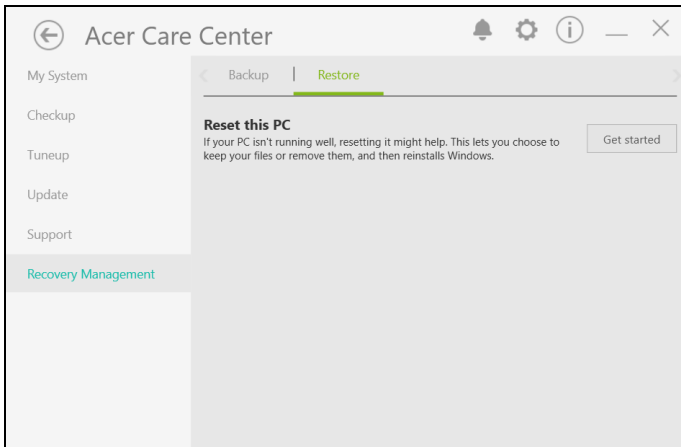 Acer Care Center
My System
Checkup
Tuneup
Update
Support
Recovery Management
Backup | Restore
Reset this PC
If your PC isn't running well, resetting it might help. This lets you choose to
keep your files or remove them, and then reinstalls Windows.
Get started